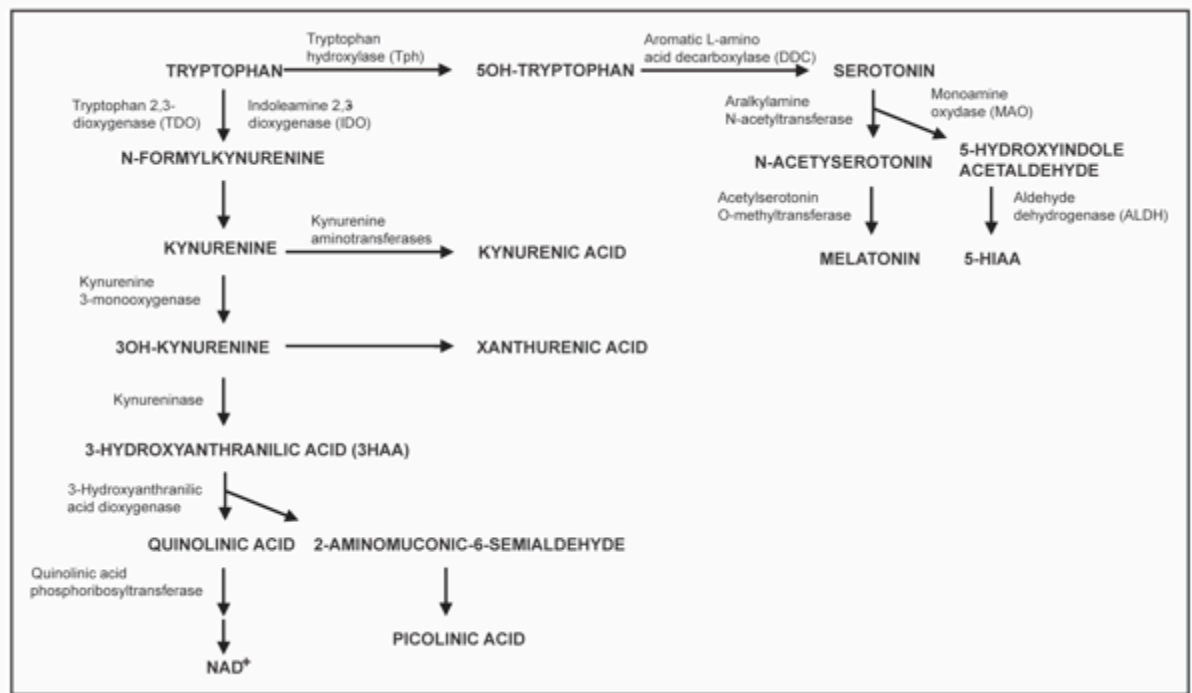 Tryptophan
hydroxylase (Tph)
Aromatic L-amino
acid decarboxylase (DDC)
TRYPTOPHAN
5OH-TRYPTOPHAN
SEROTONIN
Tryptophan 2,3-
dioxygenase (TDO)
Indoleamine 2,3
dioxygenase (IDO)
Aralkylamine
N-acetyltransferase
Monoamine
oxydase (MAO)
N-FORMYLKYNURENINE
N-ACETYSEROTONIN
5-HYDROXYINDOLE
ACETALDEHYDE
Kynurenine
aminotransferases
Acetylserotonin
O-methyltransferase
Aldehyde
dehydrogenase (ALDH)
KYNURENINE
KYNURENIC ACID
MELATONIN
5-HIAA
Kynurenine
3-monooxygenase
3OH-KYNURENINE
XANTHURENIC ACID
Kynureninase
3-HYDROXYANTHRANILIC ACID (3HAA)
3-Hydroxyanthranilic
acid dioxygenase
QUINOLINIC ACID
2-AMINOMUCONIC-6-SEMIALDEHYDE
Quinolinic acid
phosphoribosyltransferase
PICOLINIC ACID
NAD+